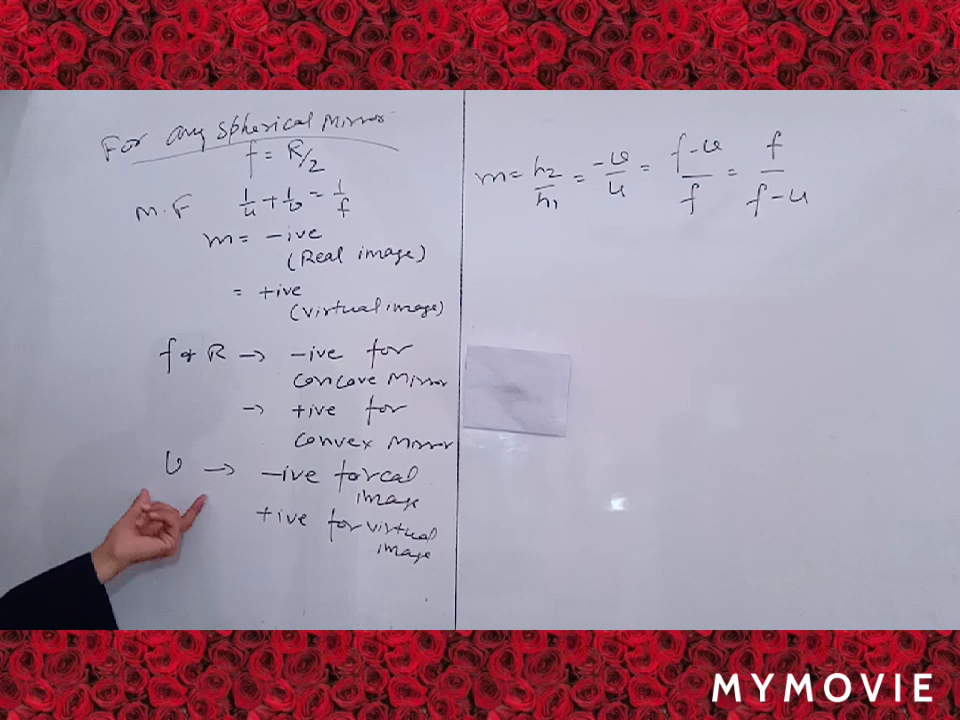 For any spherical Mirror
f = R/2
M.F 1/u + 1/v = 1/f
m = -ive
(Real image)
= +ive
(virtual image)
f & R → -ive for
concave Mirror
→ +ive for
convex Mirror
v → -ive for real
image
+ive for virtual
image
m = h2/h1 = -v/u = f-v/f = f/f-u
MYMOVIE